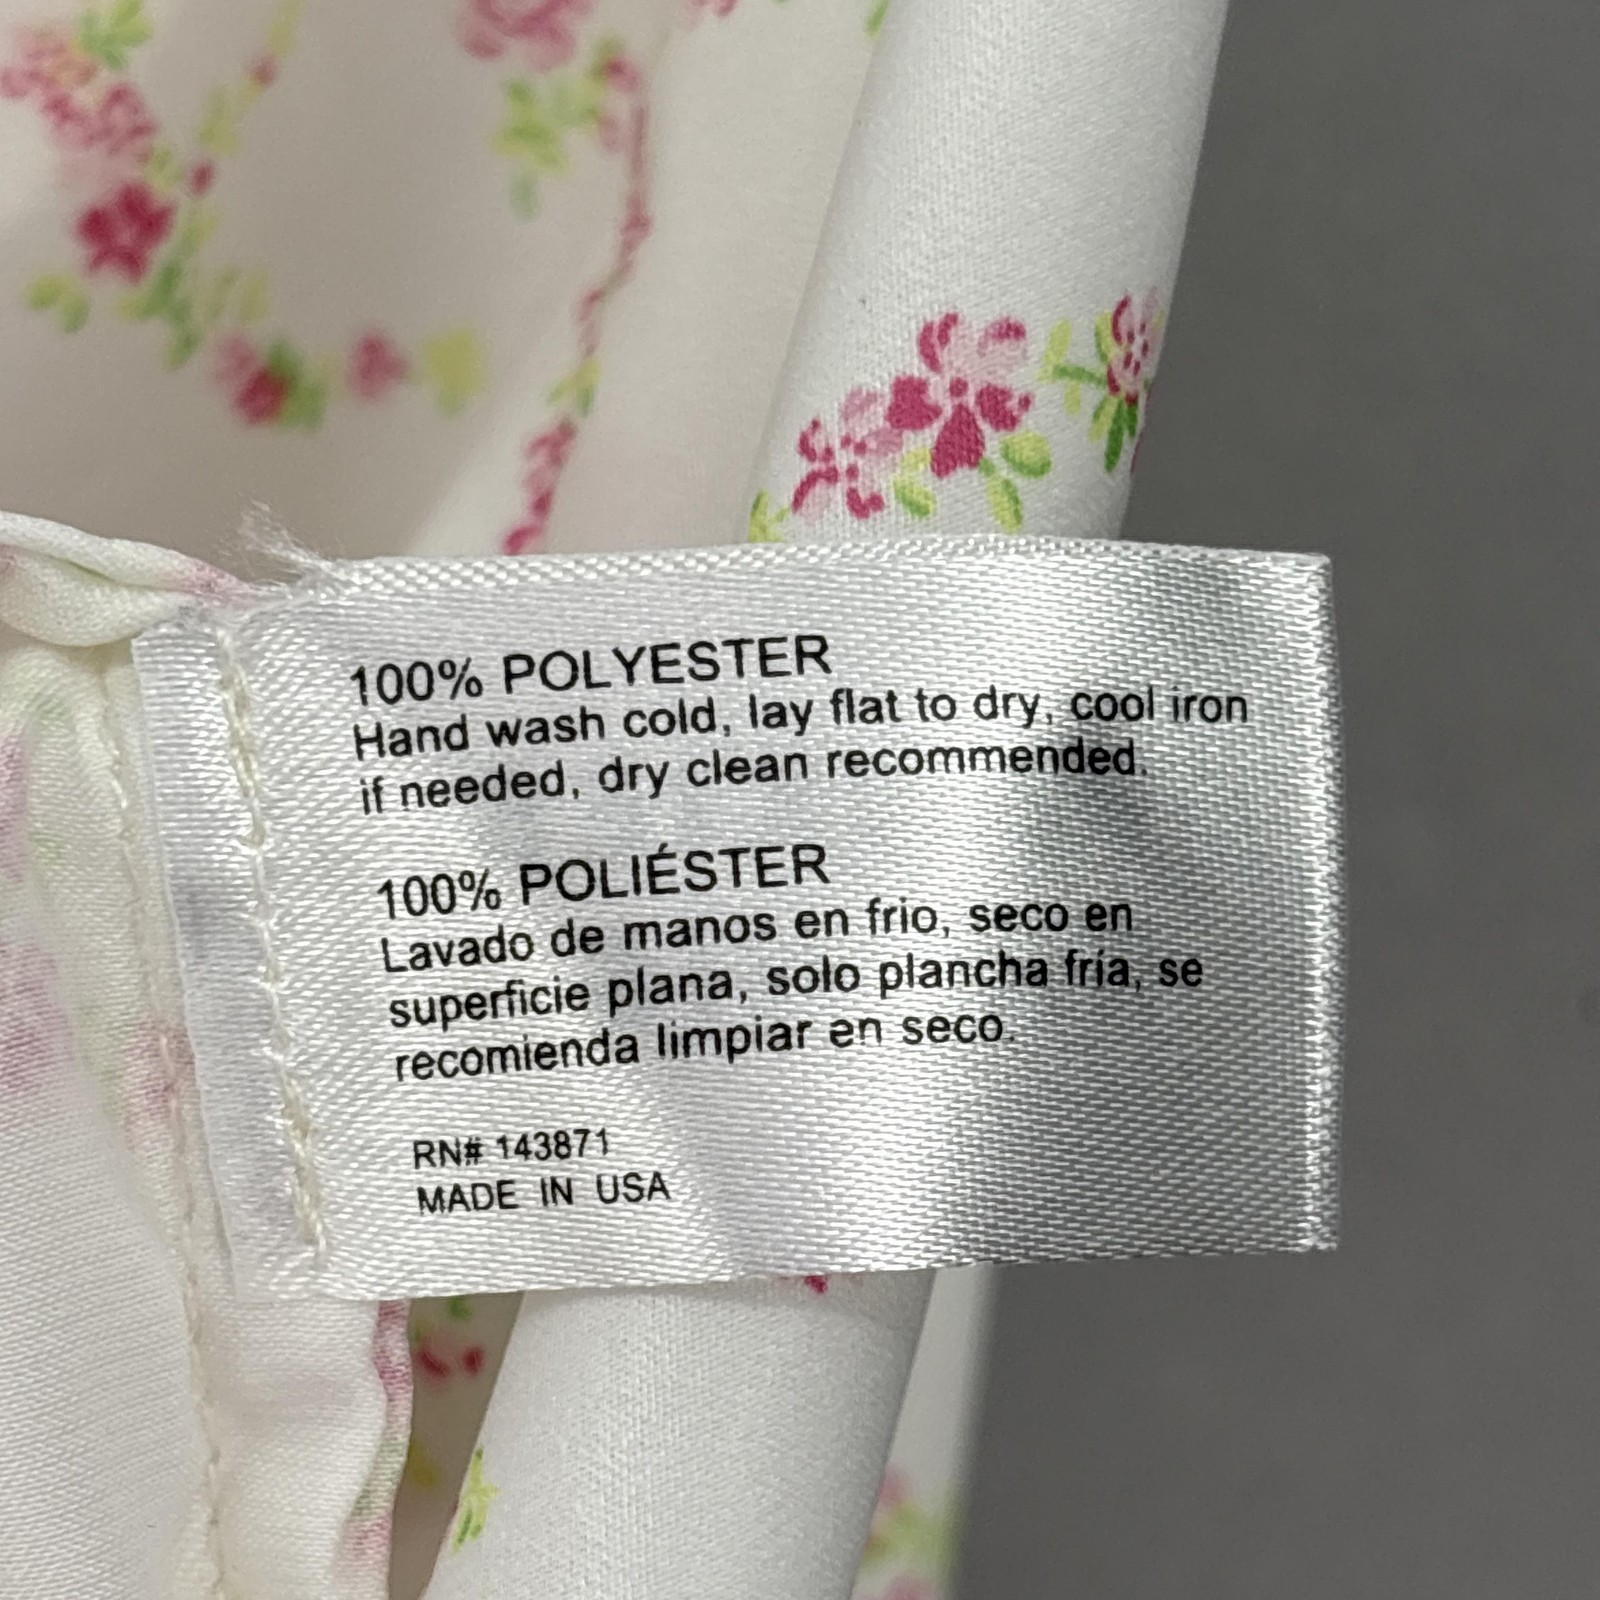 100% POLYESTER
Hand wash cold, lay flat to dry, cool iron
if needed, dry clean recommended.
100% POLIÉSTER
Lavado de manos en frio, seco en
superficie plana, solo plancha fría, se
recomienda limpiar en seco.
RN# 143871
MADE IN USA